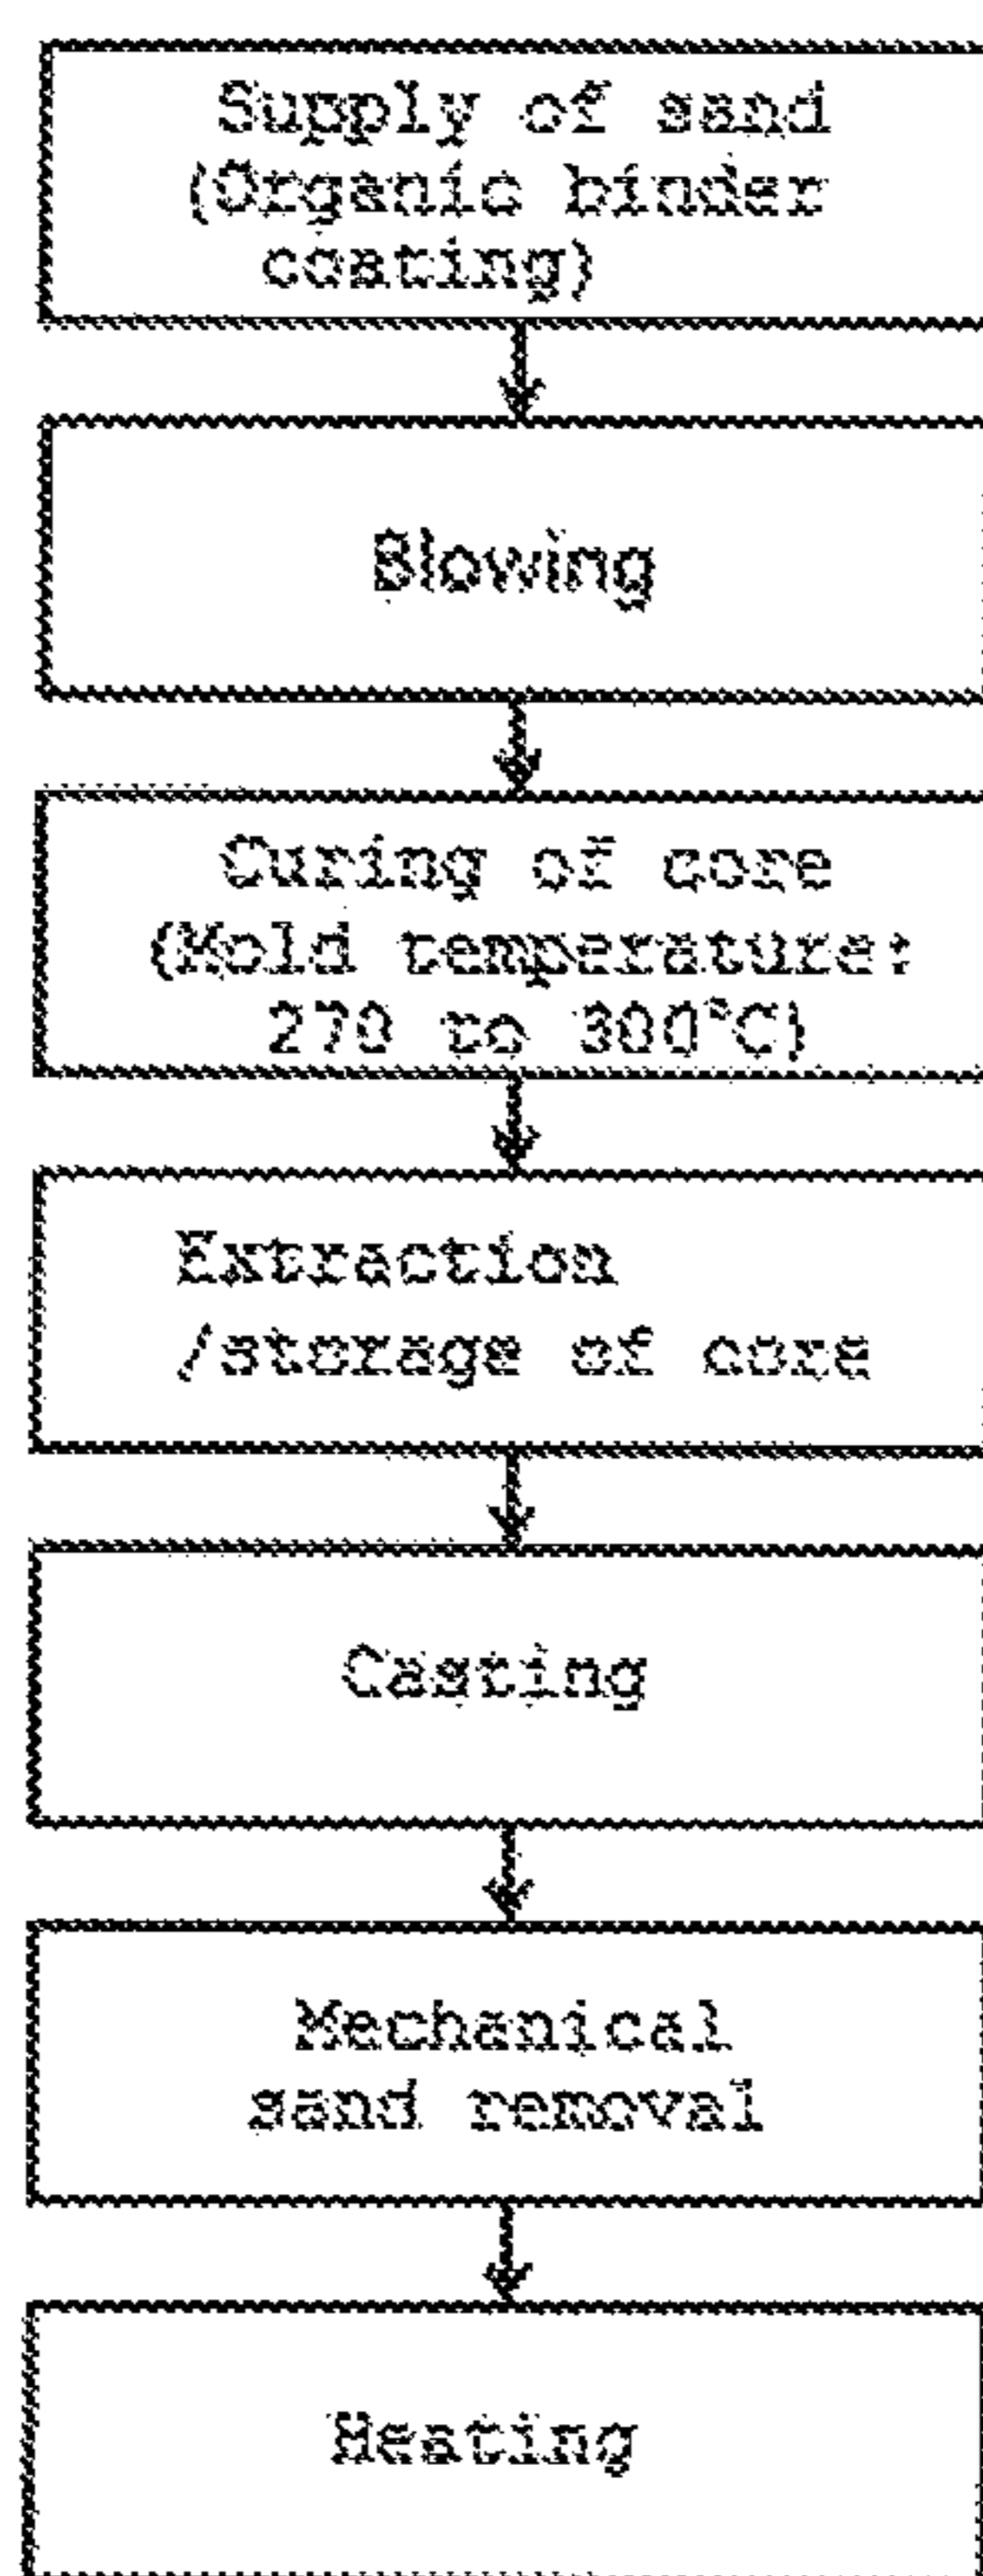 Supply of sand
(Organic binder
coating)
Blowing
Curing of core
(Mold temperature:
270 to 300°C)
Extraction
/storage of core
Casting
Mechanical
sand removal
Heating